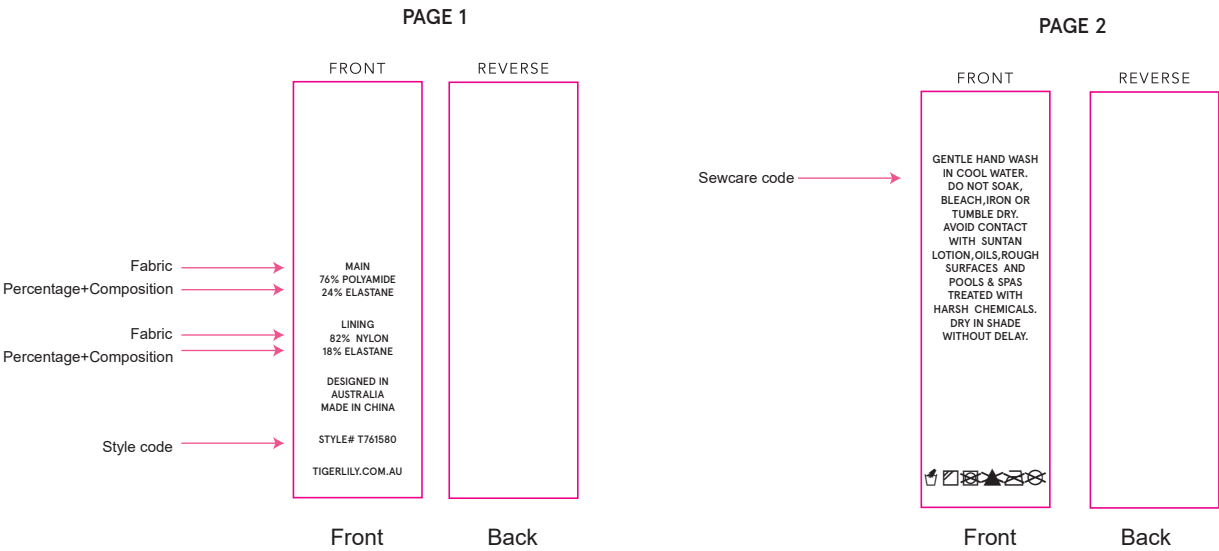 PAGE 1
FRONT
REVERSE
Fabric
Percentage+Composition
Fabric
Percentage+Composition
Style code
MAIN
76% POLYAMIDE
24% ELASTANE
LINING
82% NYLON
18% ELASTANE
DESIGNED IN
AUSTRALIA
MADE IN CHINA
STYLE# T761580
TIGERLILY.COM.AU
Front
Back
PAGE 2
FRONT
REVERSE
Sewcare code
GENTLE HAND WASH
IN COOL WATER.
DO NOT SOAK,
BLEACH,IRON OR
TUMBLE DRY.
AVOID CONTACT
WITH SUNTAN
LOTION,OILS,ROUGH
SURFACES AND
POOLS & SPAS
TREATED WITH
HARSH CHEMICALS.
DRY IN SHADE
WITHOUT DELAY.
Front
Back